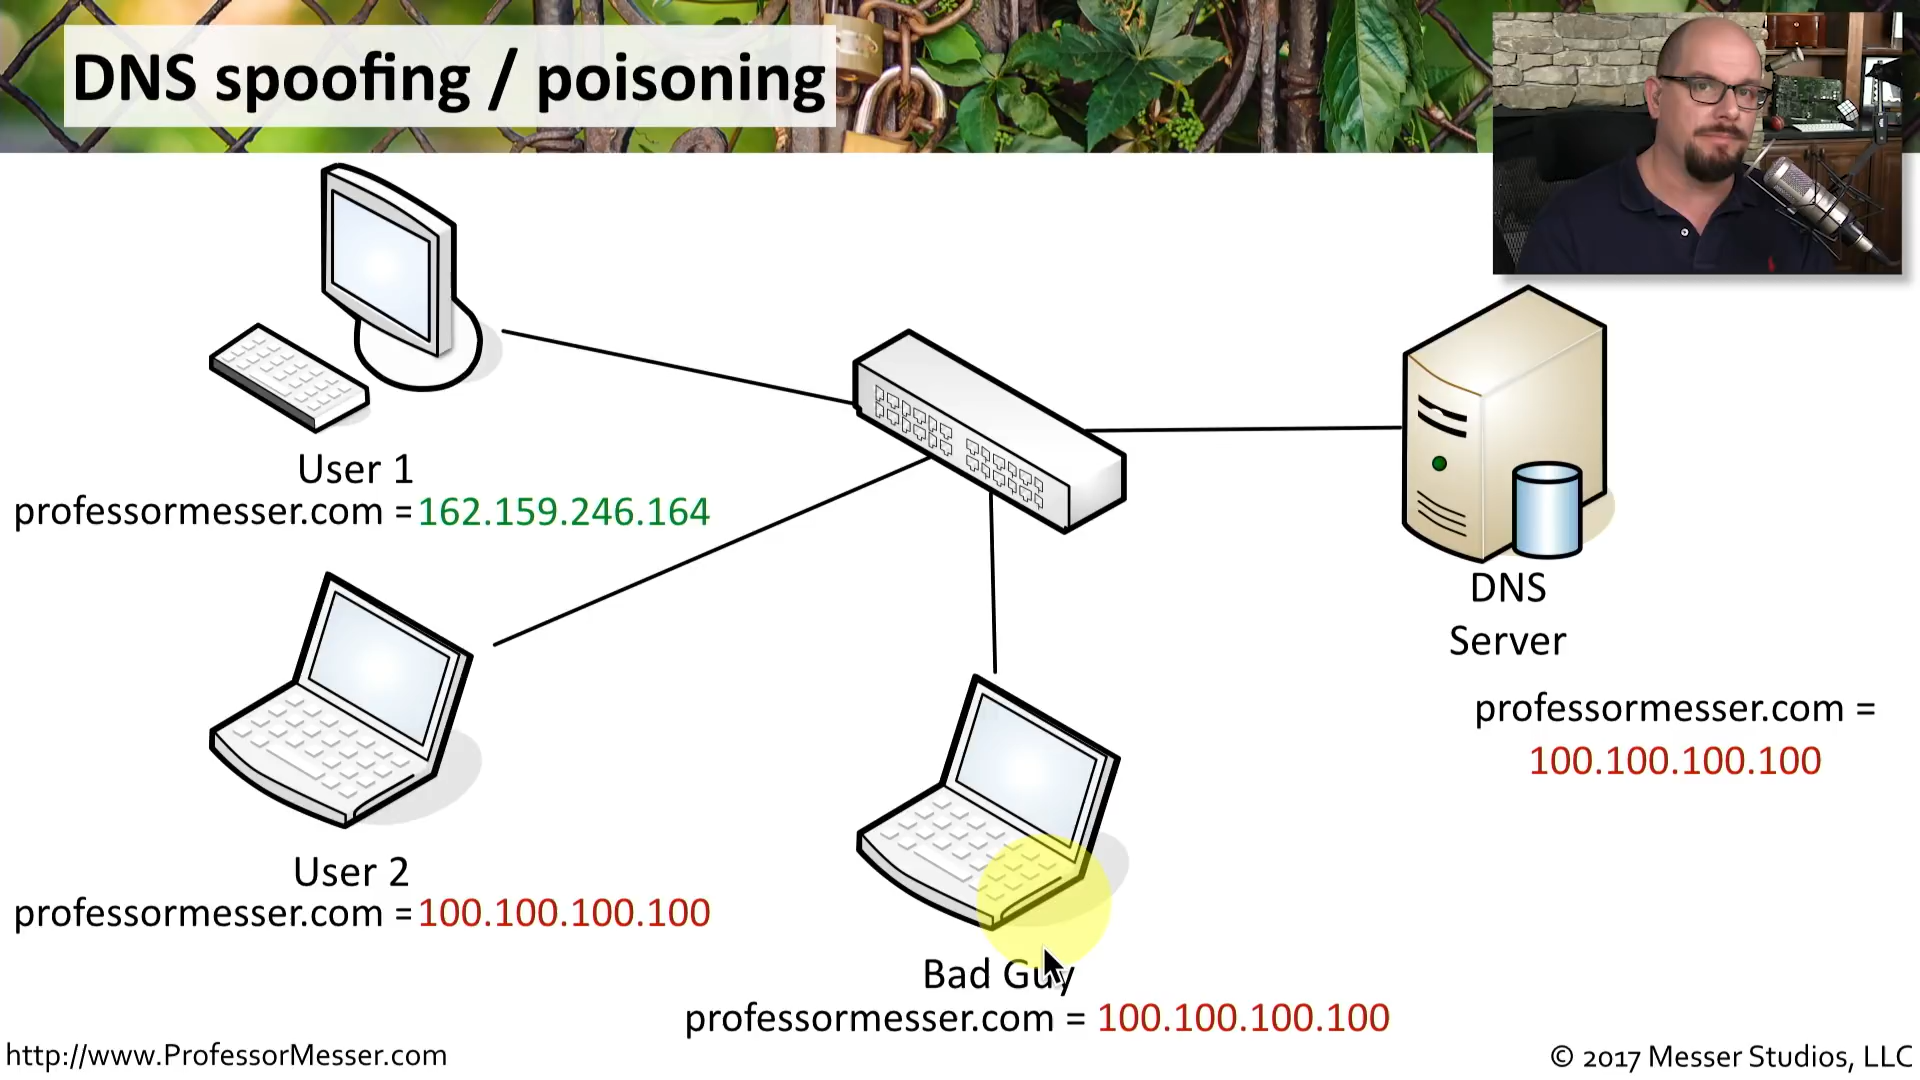 DNS spoofing / poisoning
User 1
professormesser.com = 162.159.246.164
DNS
Server
professormesser.com =
100.100.100.100
User 2
professormesser.com = 100.100.100.100
Bad Guy
professormesser.com = 100.100.100.100
http://www.ProfessorMesser.com
© 2017 Messer Studios, LLC